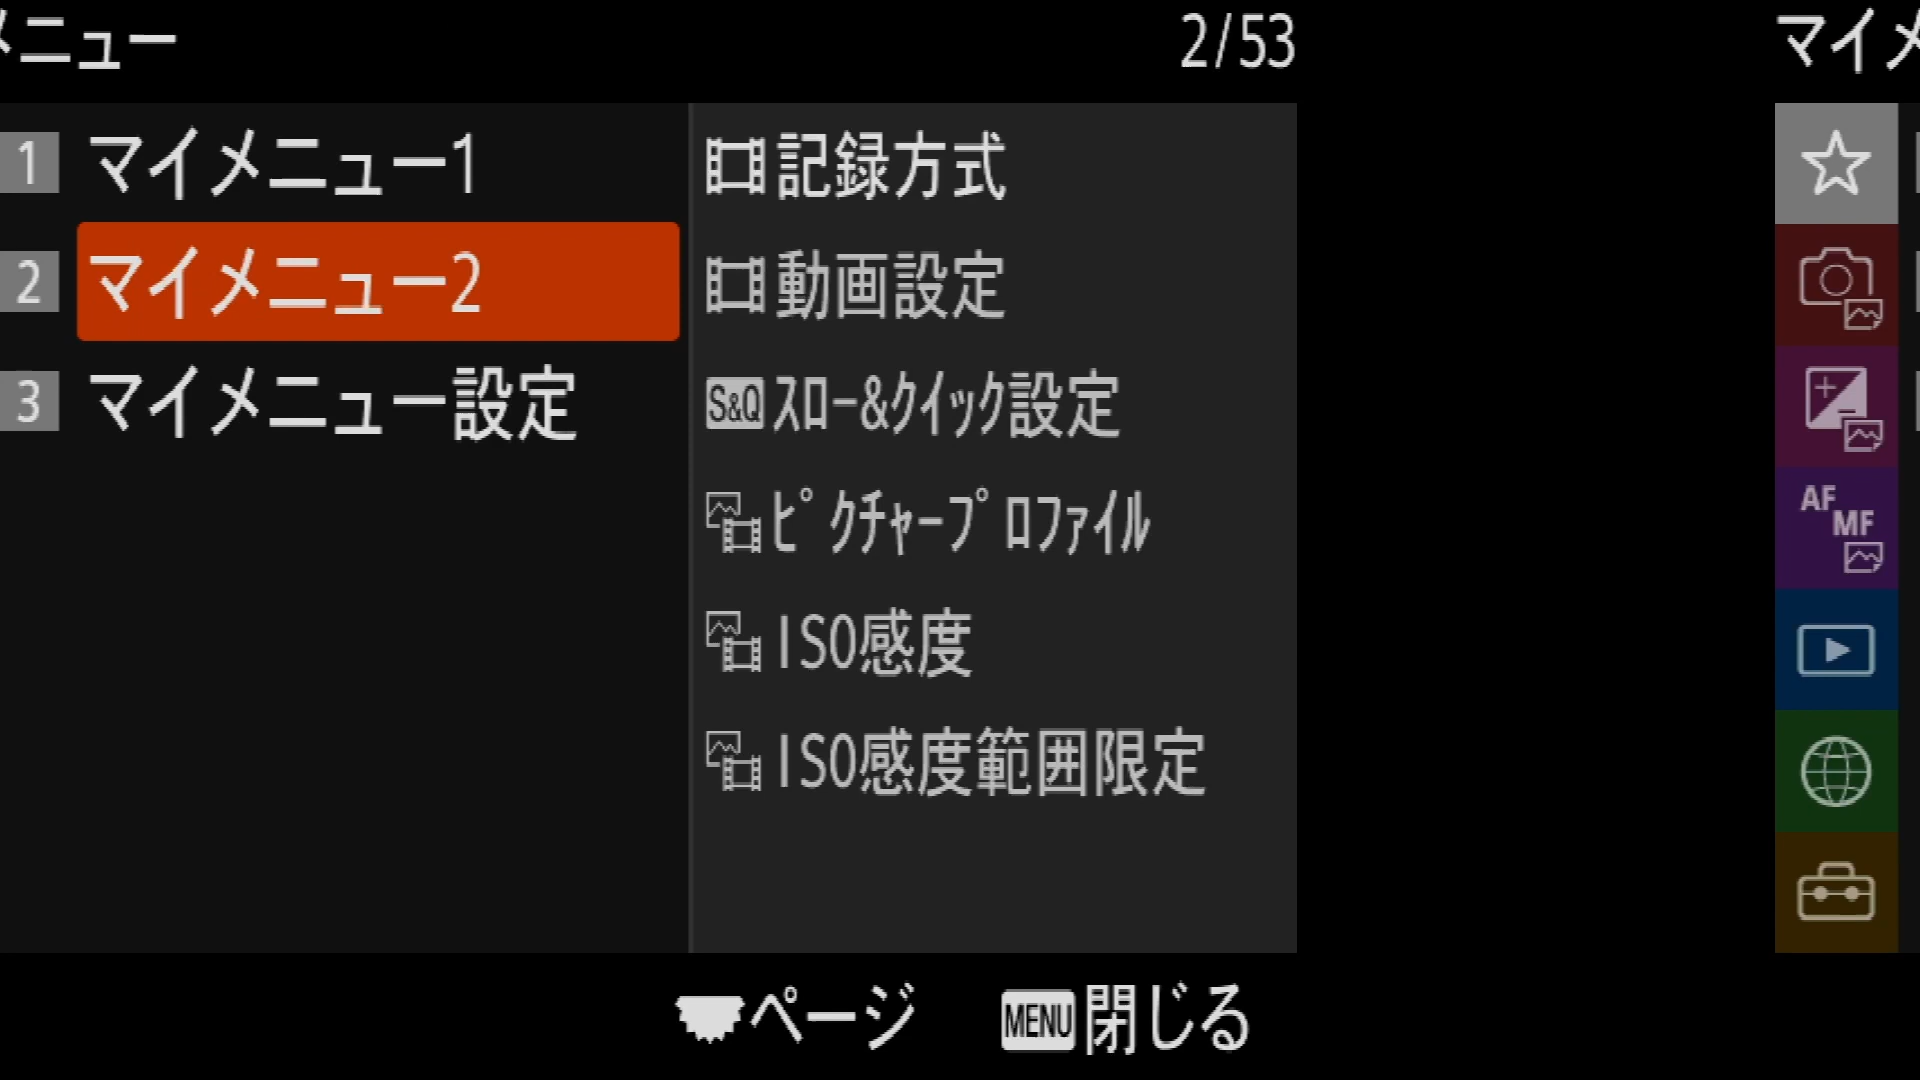 メニュー 2/53 マイメ
1 マイメニュー1
2 マイメニュー2
3 マイメニュー設定
記録方式
動画設定
S&Q ｽﾛｰ&ｸｲｯｸ設定
ﾋﾟｸﾁｬｰﾌﾟﾛﾌｧｲﾙ
ISO感度
ISO感度範囲限定
AF
MF
ページ MENU 閉じる